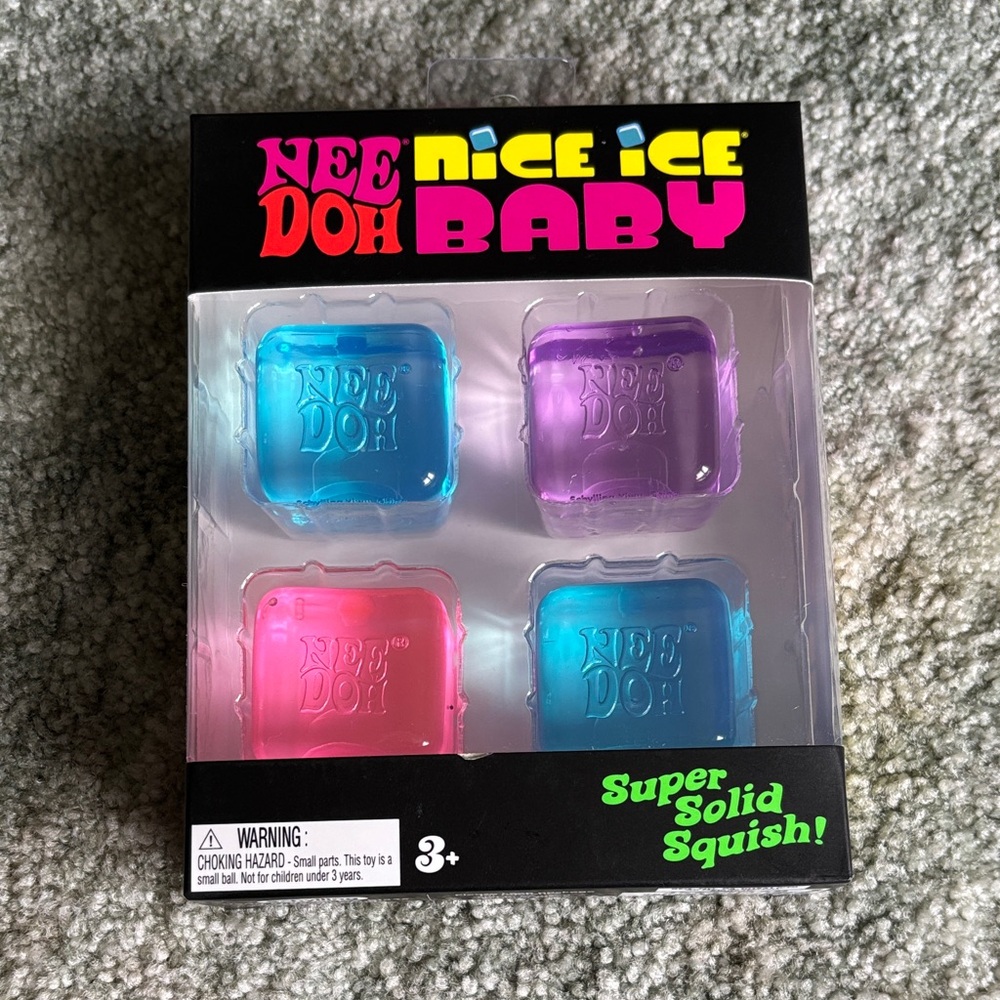 NEE® nice ice®
DOH BABY
NEE
DOH
NEE®
DOH
Schylling
NEE®
DOH
NEE
DOH
Super
Solid
Squish!
WARNING:
CHOKING HAZARD - Small parts. This toy is a
small ball. Not for children under 3 years.
3+